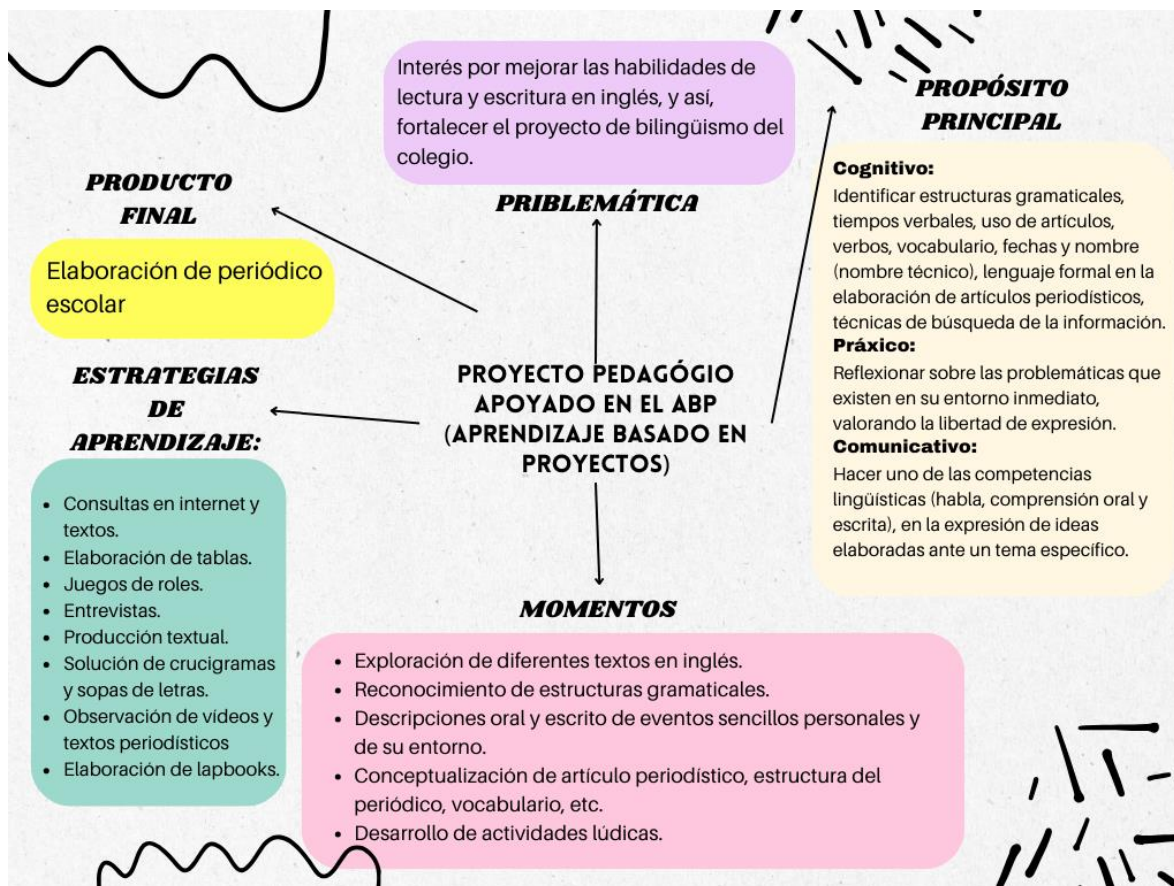 Interés por mejorar las habilidades de
lectura y escritura en inglés, y así,
fortalecer el proyecto de bilingüismo del
colegio.
PRIBLEMÁTICA
PRODUCTO
FINAL
Elaboración de periódico
escolar
PROPÓSITO
PRINCIPAL
Cognitivo:
Identificar estructuras gramaticales,
tiempos verbales, uso de artículos,
verbos, vocabulario, fechas y nombre
(nombre técnico), lenguaje formal en la
elaboración de artículos periodísticos,
técnicas de búsqueda de la información.
Práxico:
Reflexionar sobre las problemáticas que
existen en su entorno inmediato,
valorando la libertad de expresión.
Comunicativo:
Hacer uno de las competencias
lingüísticas (habla, comprensión oral y
escrita), en la expresión de ideas
elaboradas ante un tema específico.
PROYECTO PEDAGÓGIO
APOYADO EN EL ABP
(APRENDIZAJE BASADO EN
PROYECTOS)
ESTRATEGIAS
DE
APRENDIZAJE:
• Consultas en internet y
textos.
• Elaboración de tablas.
• Juegos de roles.
• Entrevistas.
• Producción textual.
• Solución de crucigramas
y sopas de letras.
• Observación de vídeos y
textos periodísticos
• Elaboración de lapbooks.
MOMENTOS
• Exploración de diferentes textos en inglés.
• Reconocimiento de estructuras gramaticales.
• Descripciones oral y escrito de eventos sencillos personales y
de su entorno.
• Conceptualización de artículo periodístico, estructura del
periódico, vocabulario, etc.
• Desarrollo de actividades lúdicas.